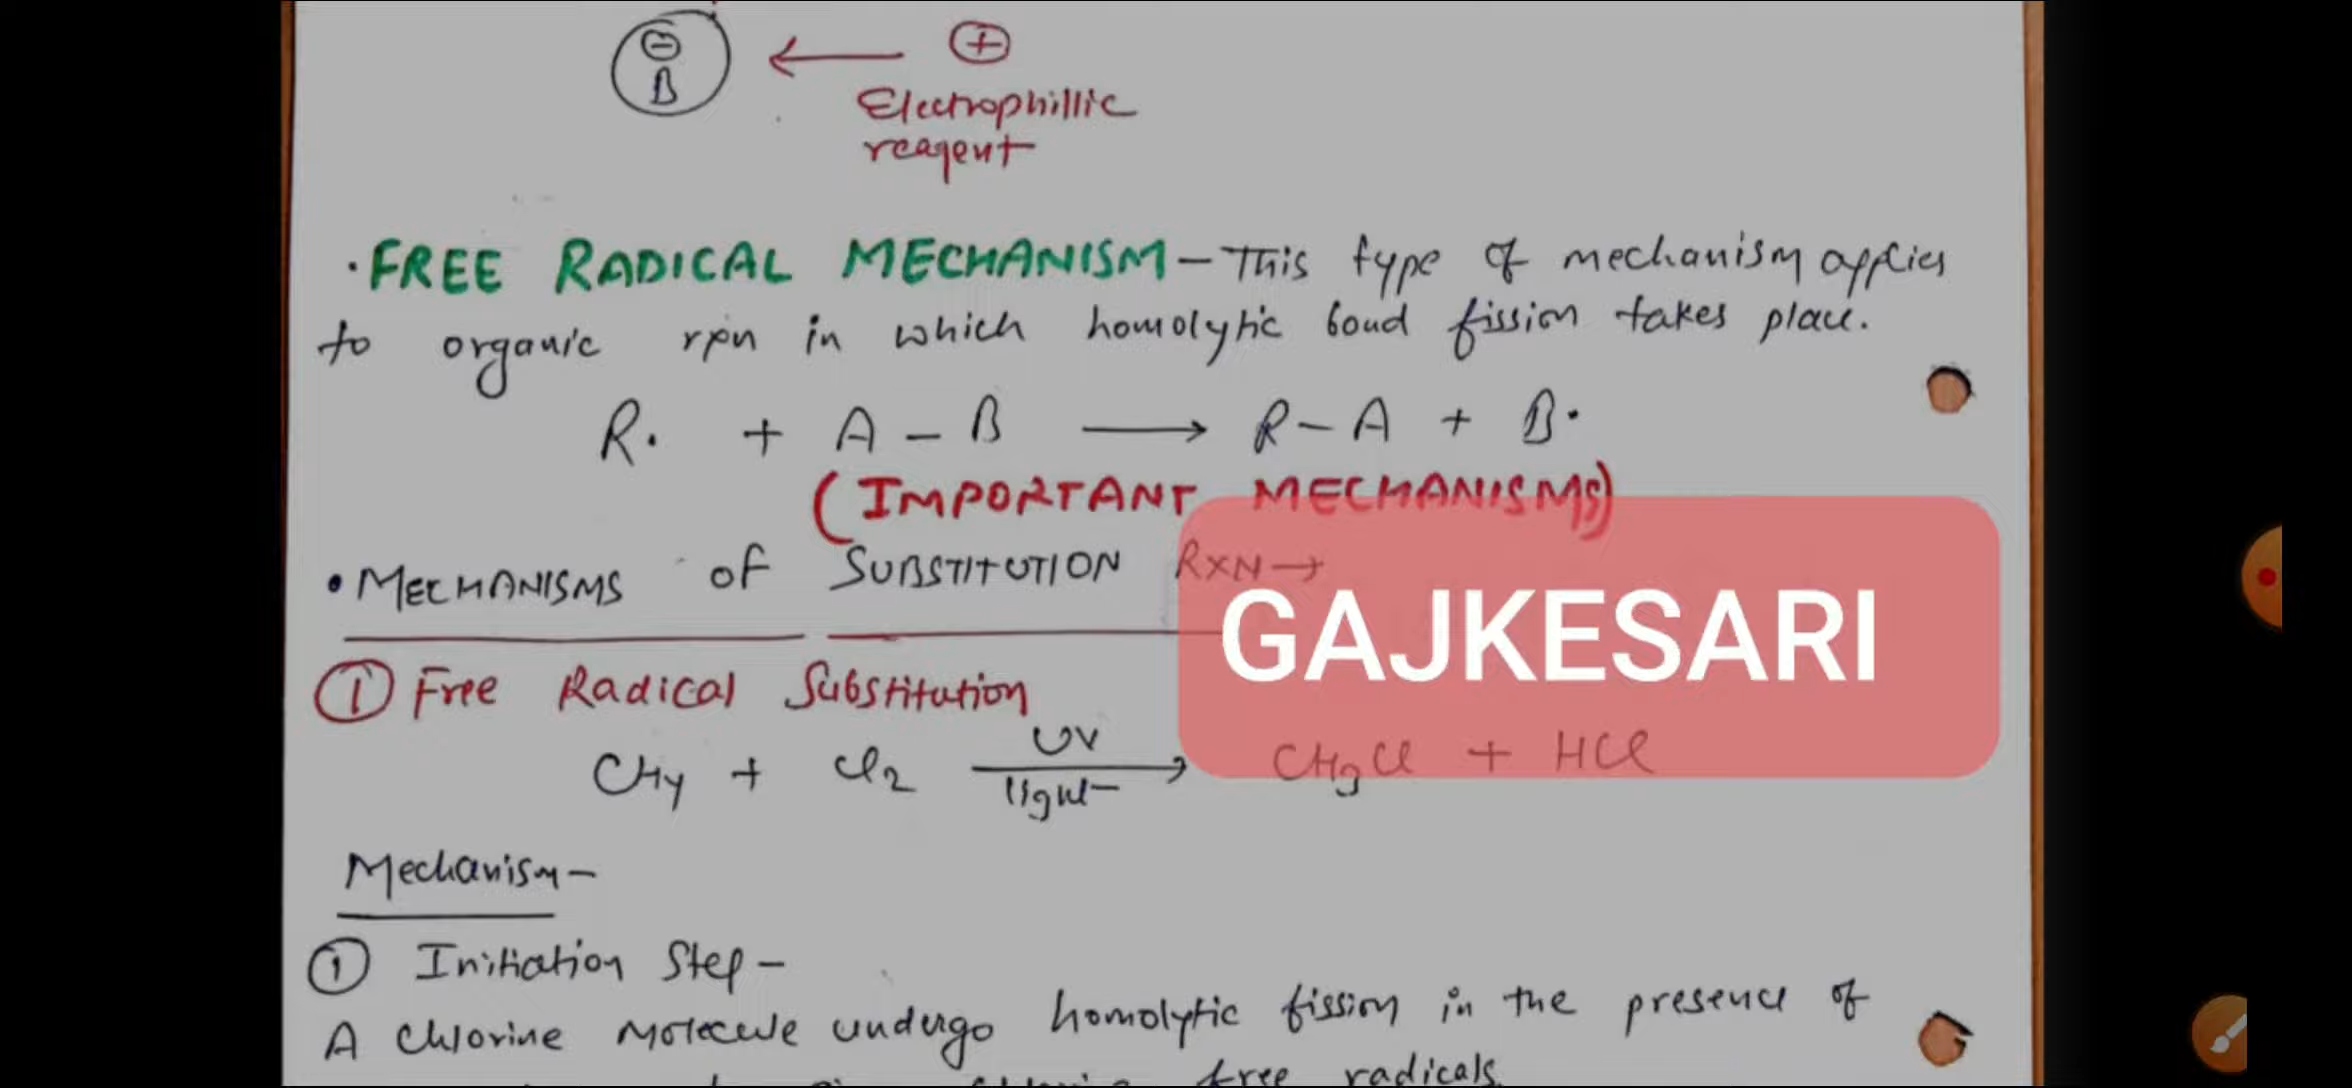 ⊖
B ← ⊕
Electrophillic
reagent
· FREE RADICAL MECHANISM – This type of mechanism applies
to organic rxn in which homolytic bond fission takes place.
R· + A – B → R – A + B·
(IMPORTANT MECHANISMS)
• MECHANISMS of SUBSTITUTION RXN →
GAJKESARI
① Free Radical Substitution
CH4 + Cl2 UV light → CH3Cl + HCl
Mechanism –
① Initiation Step –
A Chlorine Molecule undergo homolytic fission in the presence of
free radicals.